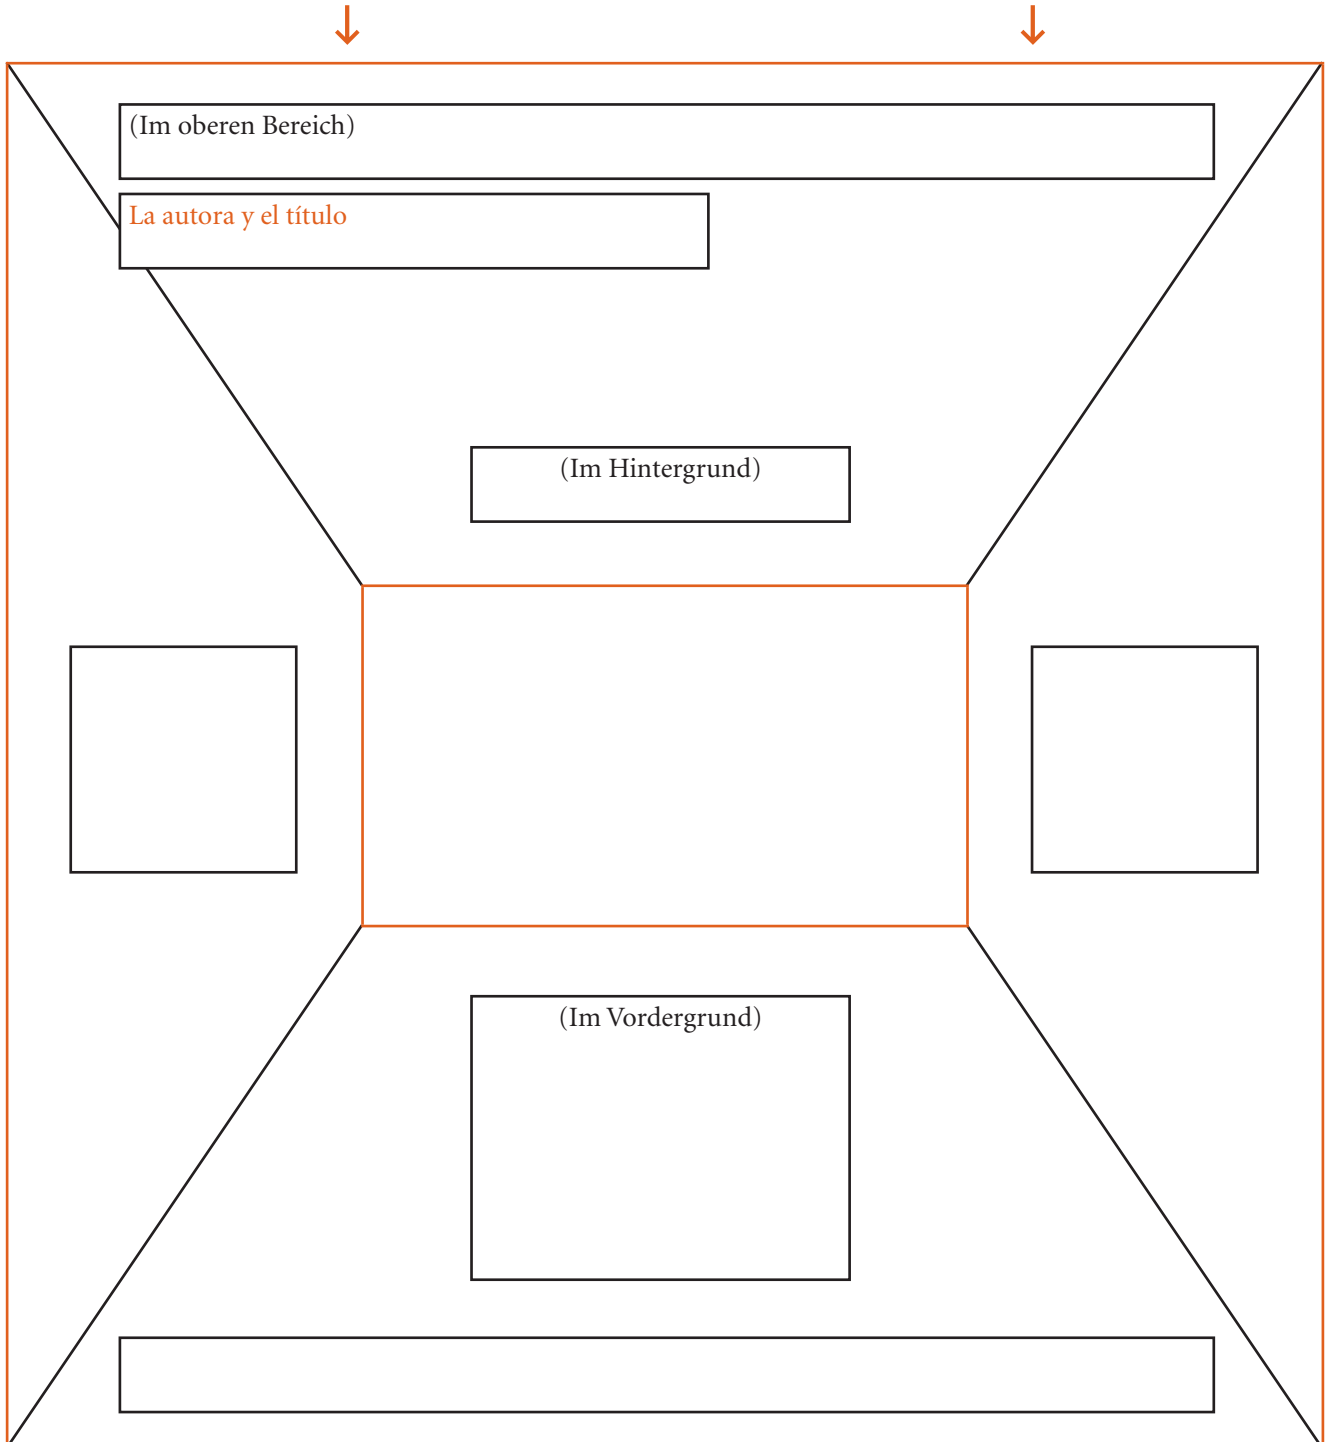 (Im oberen Bereich)
La autora y el título
(Im Hintergrund)
(Im Vordergrund)